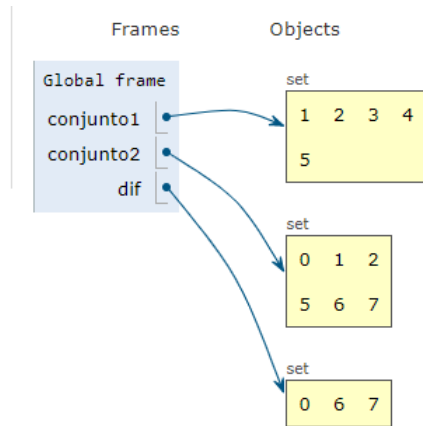 Frames Objects
Global frame
conjunto1
conjunto2
dif
set
1 2 3 4
5
set
0 1 2
5 6 7
set
0 6 7